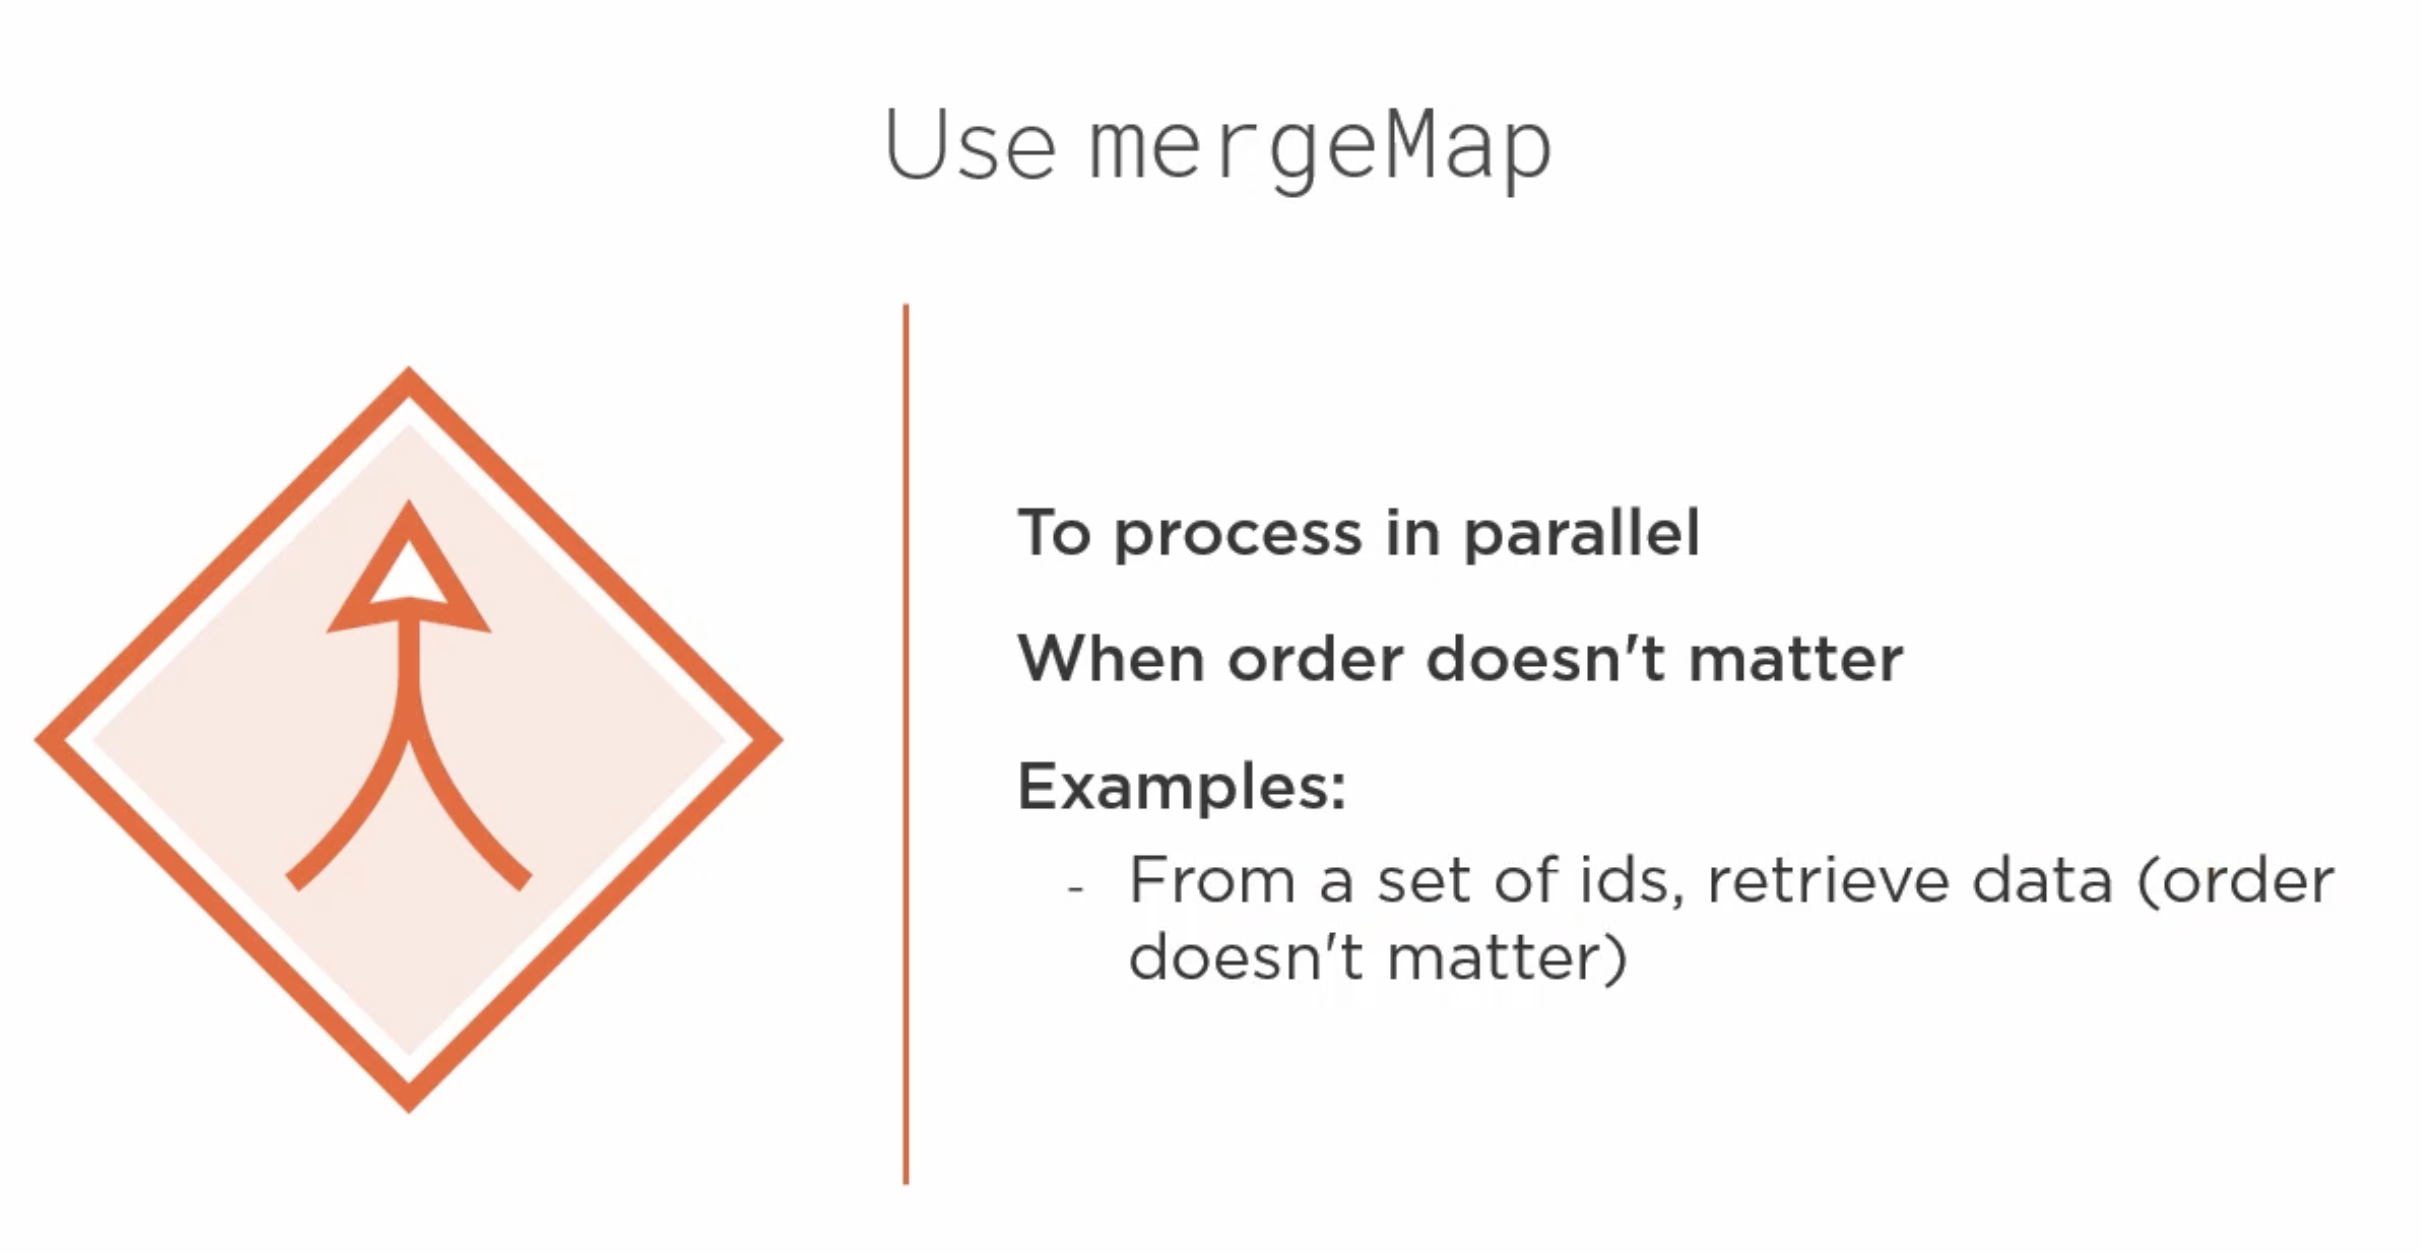 Use mergeMap
To process in parallel
When order doesn't matter
Examples:
- From a set of ids, retrieve data (order
doesn't matter)